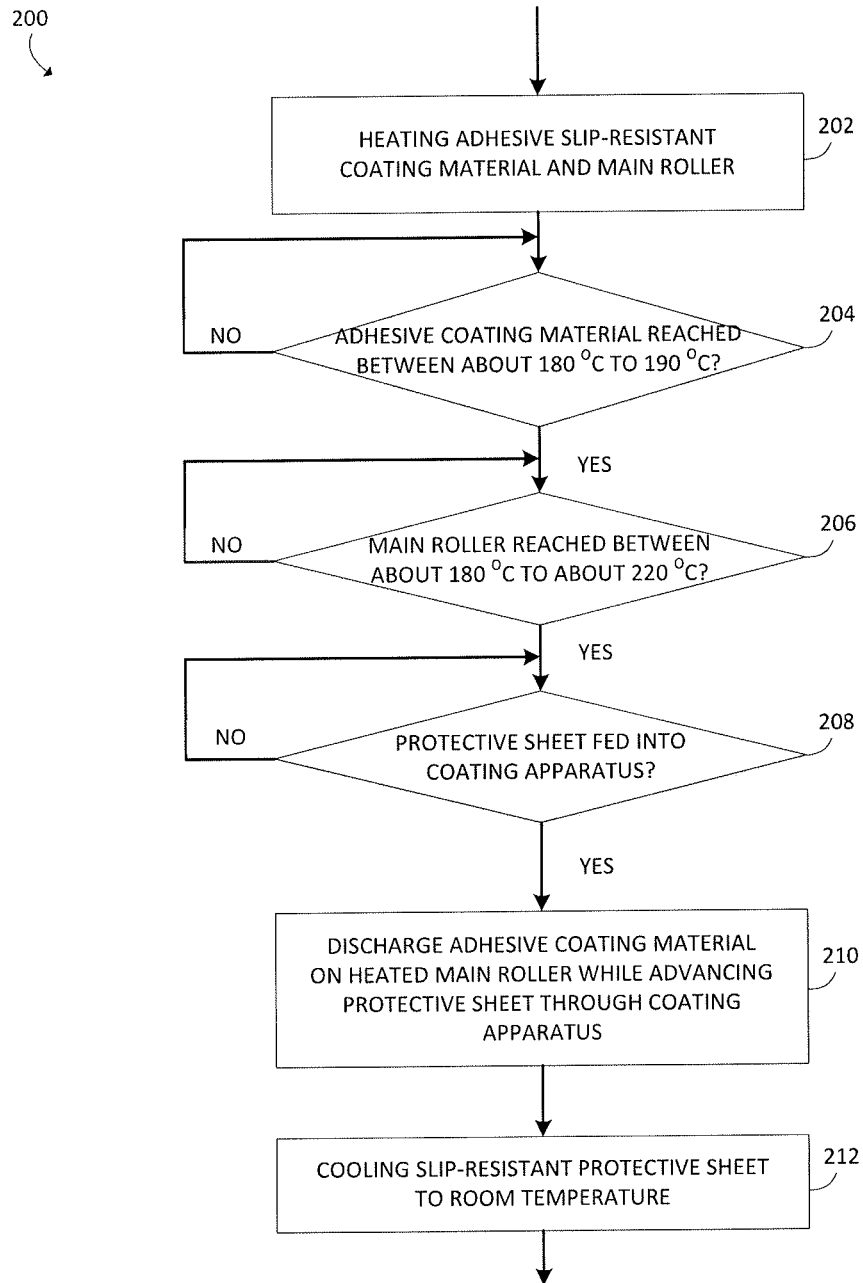 200
HEATING ADHESIVE SLIP-RESISTANT
COATING MATERIAL AND MAIN ROLLER
202
ADHESIVE COATING MATERIAL REACHED
BETWEEN ABOUT 180 °C TO 190 °C?
204
NO
YES
MAIN ROLLER REACHED BETWEEN
ABOUT 180 °C TO ABOUT 220 °C?
206
NO
YES
PROTECTIVE SHEET FED INTO
COATING APPARATUS?
208
NO
YES
DISCHARGE ADHESIVE COATING MATERIAL
ON HEATED MAIN ROLLER WHILE ADVANCING
PROTECTIVE SHEET THROUGH COATING
APPARATUS
210
COOLING SLIP-RESISTANT PROTECTIVE SHEET
TO ROOM TEMPERATURE
212